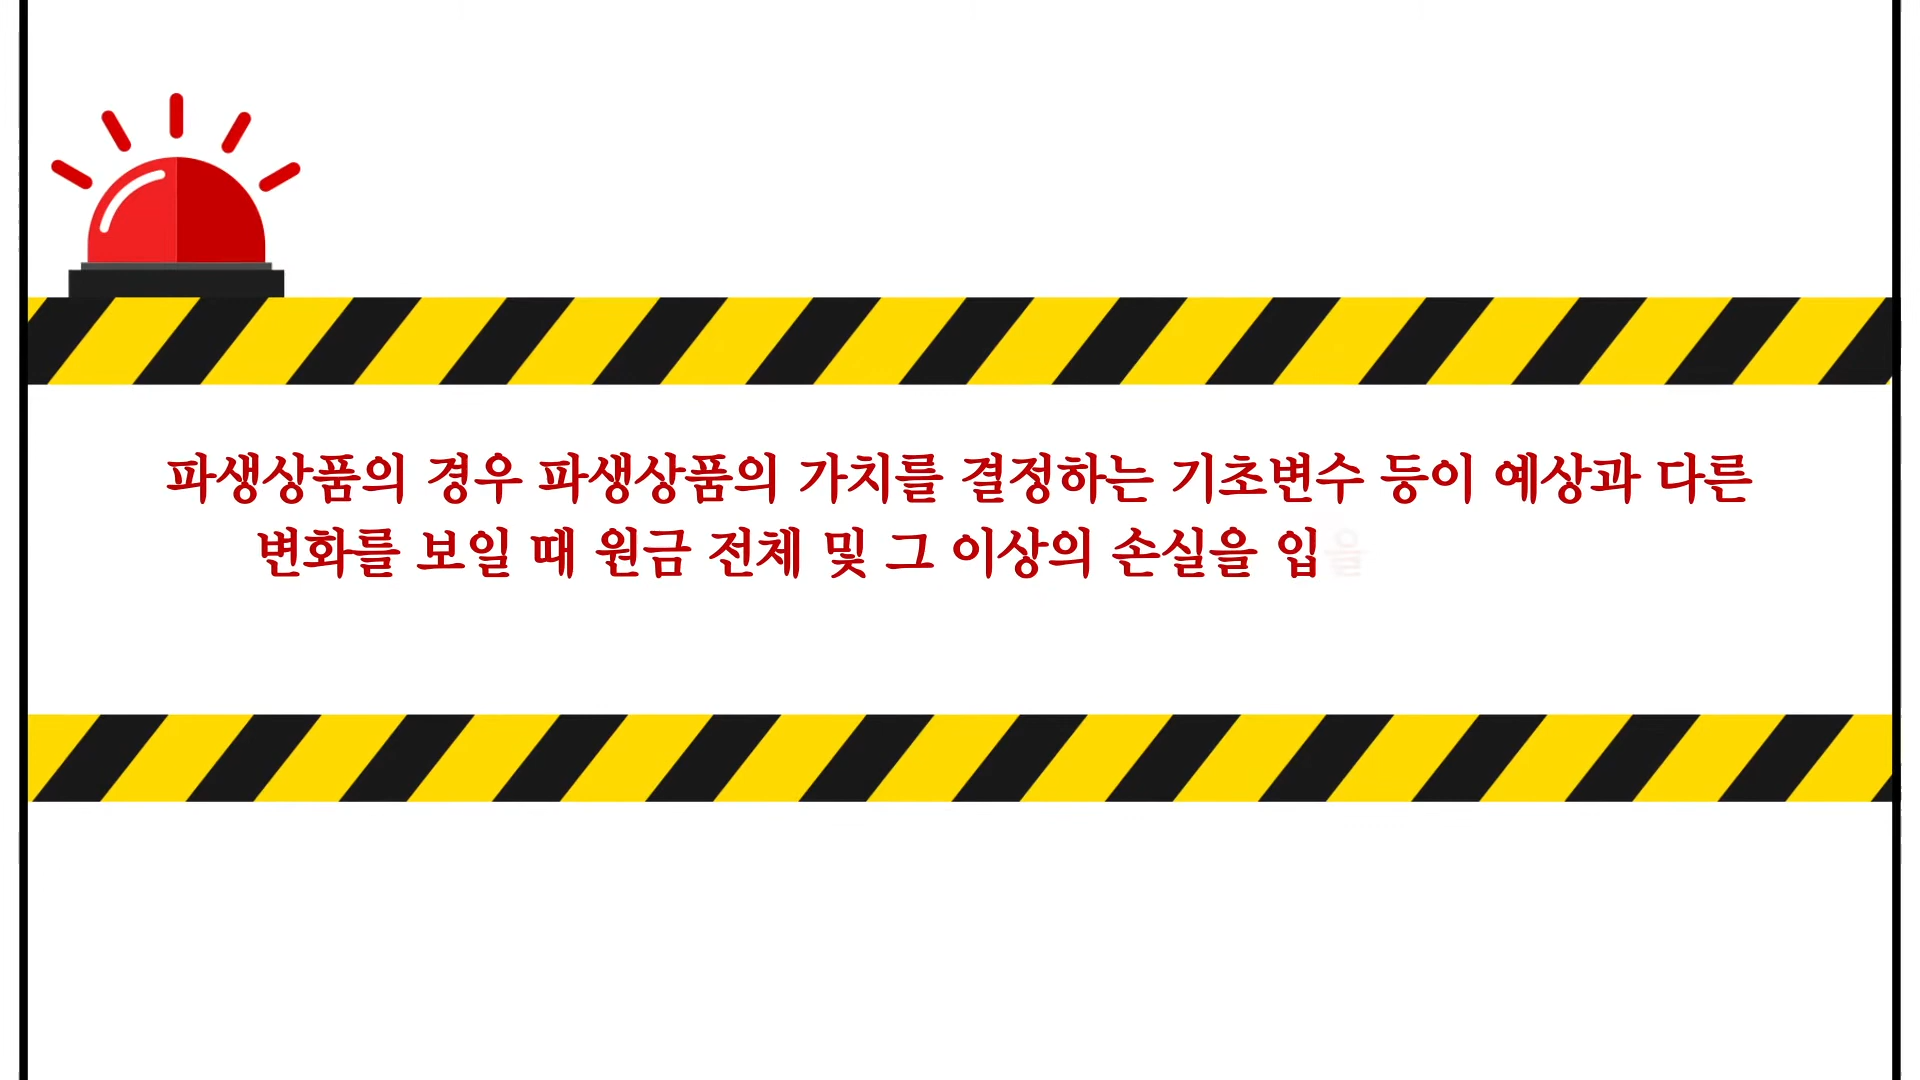 파생상품의 경우 파생상품의 가치를 결정하는 기초변수 등이 예상과 다른
변화를 보일 때 원금 전체 및 그 이상의 손실을 입을